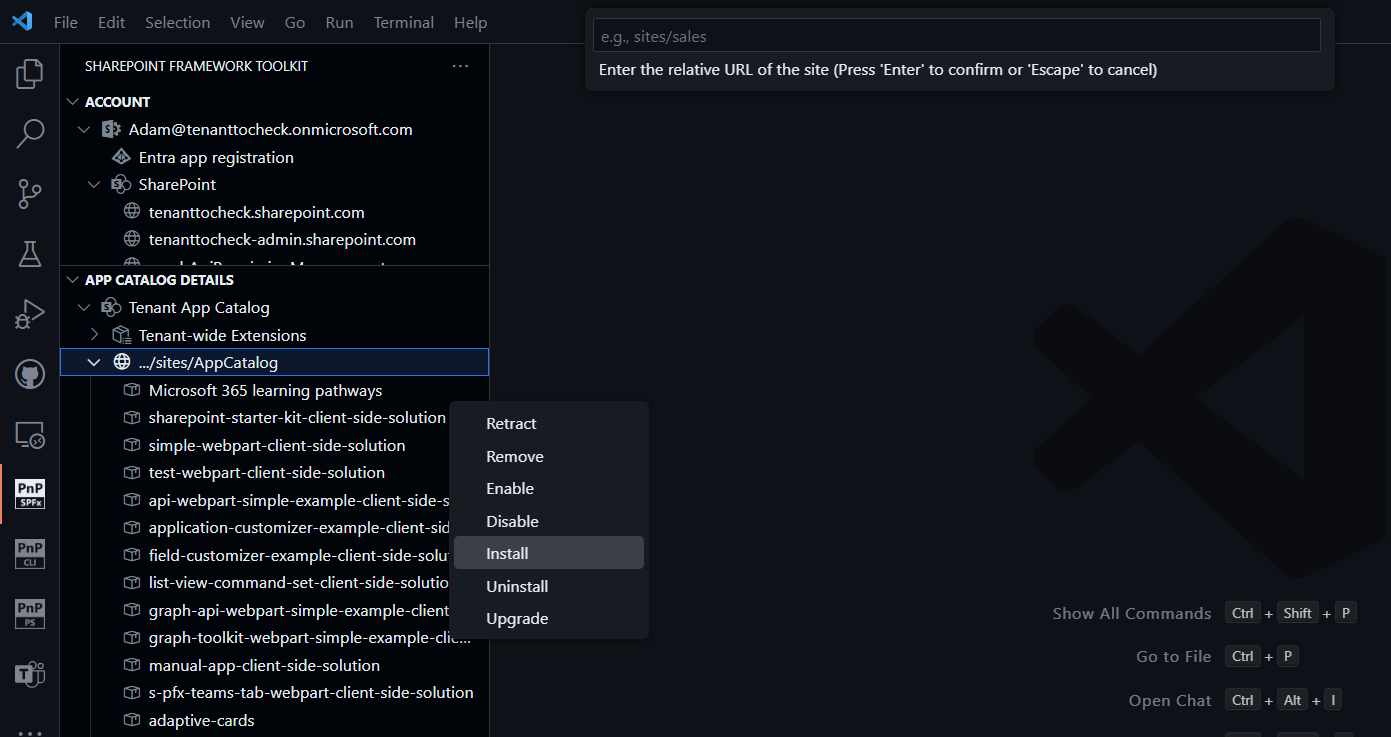 File Edit Selection View Go Run Terminal Help
e.g., sites/sales
Enter the relative URL of the site (Press 'Enter' to confirm or 'Escape' to cancel)
SHAREPOINT FRAMEWORK TOOLKIT
ACCOUNT
Adam@tenanttocheck.onmicrosoft.com
Entra app registration
SharePoint
tenanttocheck.sharepoint.com
tenanttocheck-admin.sharepoint.com
APP CATALOG DETAILS
Tenant App Catalog
Tenant-wide Extensions
.../sites/AppCatalog
Microsoft 365 learning pathways
sharepoint-starter-kit-client-side-solution
simple-webpart-client-side-solution
test-webpart-client-side-solution
api-webpart-simple-example-client-side-s
application-customizer-example-client-sid
field-customizer-example-client-side-solut
list-view-command-set-client-side-solutio
graph-api-webpart-simple-example-client
graph-toolkit-webpart-simple-example-clie...
manual-app-client-side-solution
s-pfx-teams-tab-webpart-client-side-solution
adaptive-cards
Retract
Remove
Enable
Disable
Install
Uninstall
Upgrade
PnP
SPFx
PnP
CLI
PnP
PS
T
Show All Commands Ctrl + Shift + P
Go to File Ctrl + P
Open Chat Ctrl + Alt + I